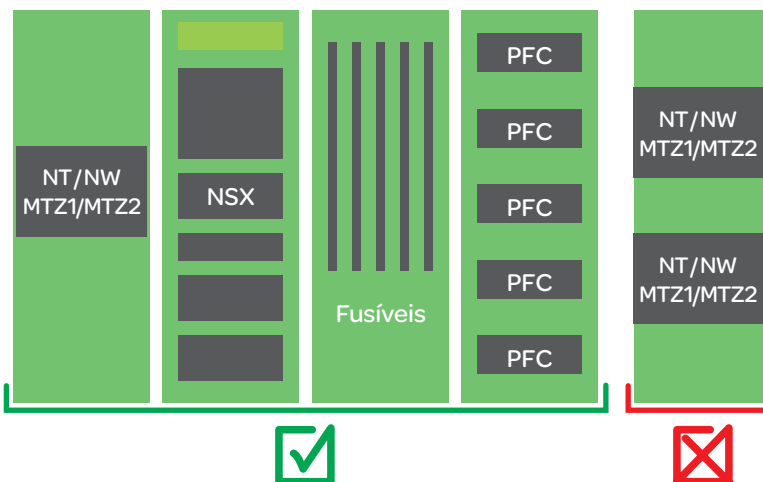 NT/NW
MTZ1/MTZ2
NSX
Fusíveis
PFC
PFC
PFC
PFC
PFC
NT/NW
MTZ1/MTZ2
NT/NW
MTZ1/MTZ2